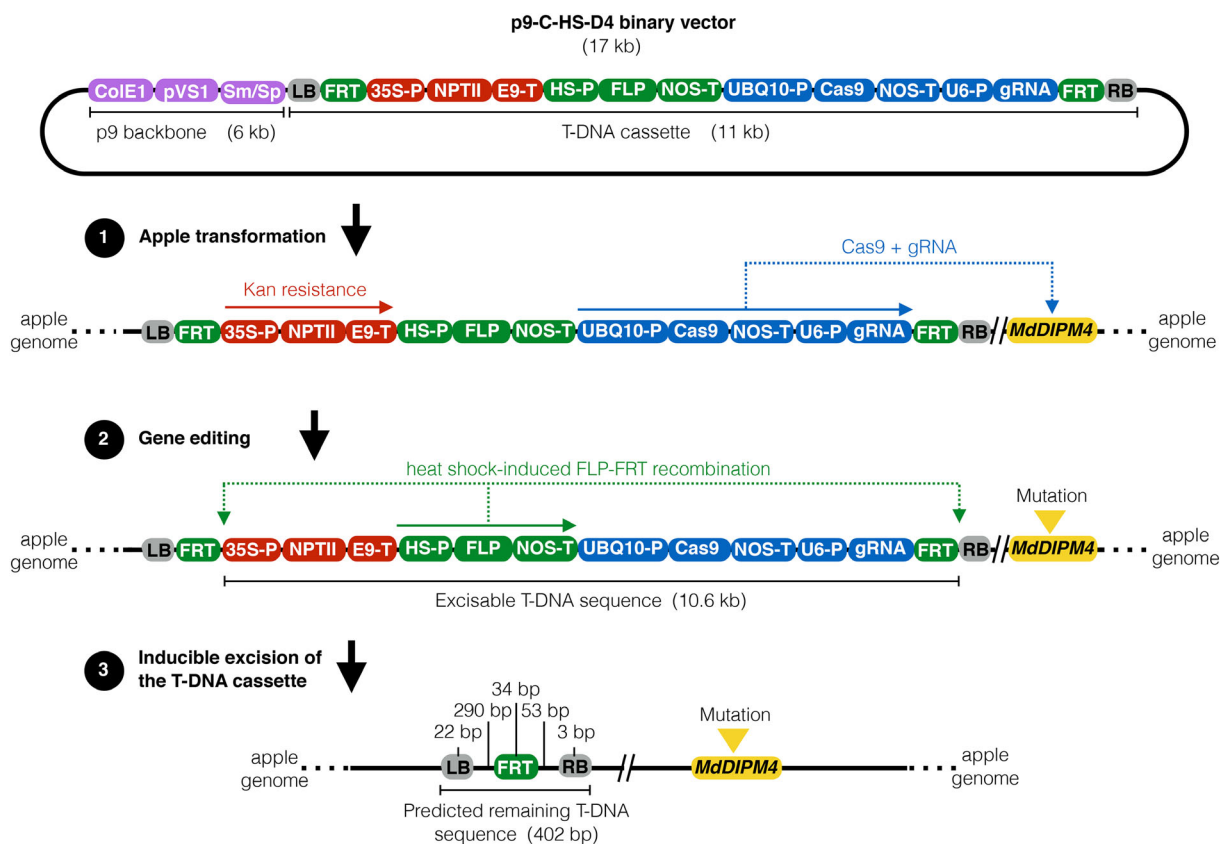 p9-C-HS-D4 binary vector
(17 kb)
ColE1 pVS1 Sm/Sp LB FRT 35S-P NPTII E9-T HS-P FLP NOS-T UBQ10-P Cas9 NOS-T U6-P gRNA FRT RB
p9 backbone (6 kb) T-DNA cassette (11 kb)
1 Apple transformation
Cas9 + gRNA
Kan resistance
apple genome LB FRT 35S-P NPTII E9-T HS-P FLP NOS-T UBQ10-P Cas9 NOS-T U6-P gRNA FRT RB // MdDIPM4 apple genome
2 Gene editing
heat shock-induced FLP-FRT recombination
Mutation
apple genome LB FRT 35S-P NPTII E9-T HS-P FLP NOS-T UBQ10-P Cas9 NOS-T U6-P gRNA FRT RB // MdDIPM4 apple genome
Excisable T-DNA sequence (10.6 kb)
3 Inducible excision of
the T-DNA cassette
34 bp
290 bp 53 bp
22 bp 3 bp
Mutation
apple genome LB FRT RB // MdDIPM4 apple genome
Predicted remaining T-DNA
sequence (402 bp)